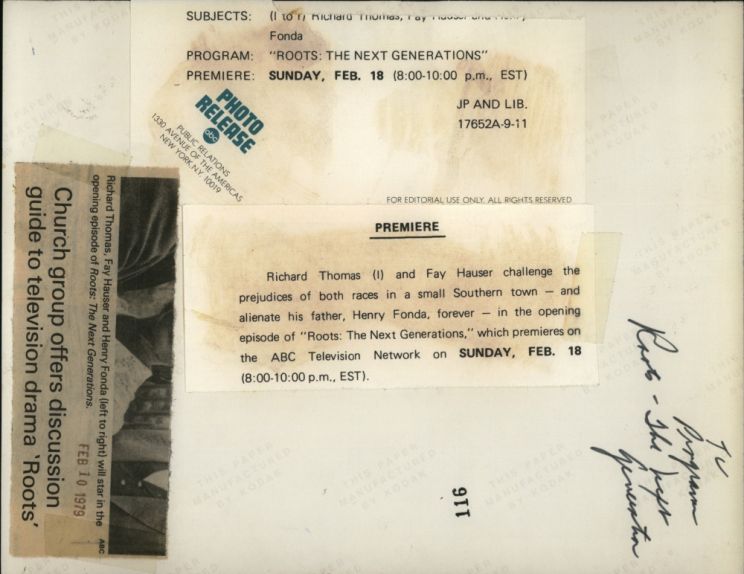 SUBJECTS: (l to r) Richard Thomas, Fay Hauser and Henry
Fonda
PROGRAM: "ROOTS: THE NEXT GENERATIONS"
PREMIERE: SUNDAY, FEB. 18 (8:00-10:00 p.m., EST)
JP AND LIB.
17652A-9-11
PHOTO
RELEASE
abc
PUBLIC RELATIONS
1330 AVENUE OF THE AMERICAS
NEW YORK, N.Y. 10019
FOR EDITORIAL USE ONLY. ALL RIGHTS RESERVED
PREMIERE
Richard Thomas (l) and Fay Hauser challenge the
prejudices of both races in a small Southern town — and
alienate his father, Henry Fonda, forever — in the opening
episode of "Roots: The Next Generations," which premieres on
the ABC Television Network on SUNDAY, FEB. 18
(8:00-10:00 p.m., EST).
ABC
Richard Thomas, Fay Hauser and Henry Fonda (left to right) will star in the
opening episode of Roots: The Next Generations.
FEB 10 1979
Church group offers discussion
guide to television drama 'Roots'
TV
Program
Roots - The Next
Generation
116
THIS PAPER
MANUFACTURED
BY KODAK